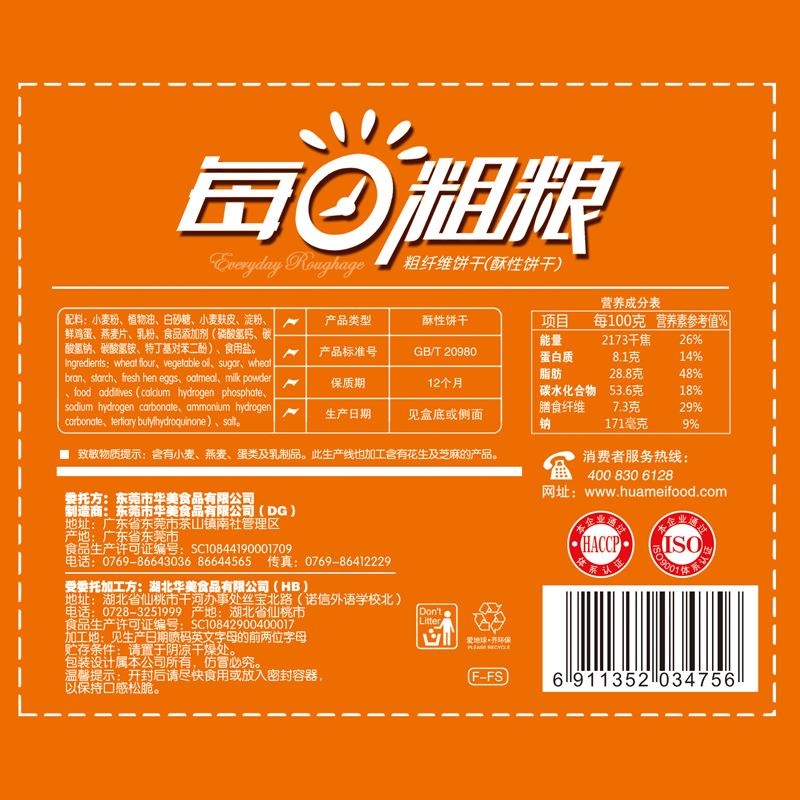 每日粗粮
Everyday Roughage
粗纤维饼干(酥性饼干)
配料：小麦粉、植物油、白砂糖、小麦麸皮、淀粉、
鲜鸡蛋、燕麦片、乳粉、食品添加剂（磷酸氢钙、碳
酸氢钠、碳酸氢铵、特丁基对苯二酚）、食用盐。
Ingredients: wheat flour, vegetable oil, sugar, wheat
bran, starch, fresh hen eggs, oatmeal, milk powder
, food additives (calcium hydrogen phosphate,
sodium hydrogen carbonate, ammonium hydrogen
carbonate, tertiary butylhydroquinone) , salt。
产品类型 酥性饼干
产品标准号 GB/T 20980
保质期 12个月
生产日期 见盒底或侧面
营养成分表
项目 每100克 营养素参考值%
能量 2173千焦 26%
蛋白质 8.1克 14%
脂肪 28.8克 48%
碳水化合物 53.6克 18%
膳食纤维 7.3克 29%
钠 171毫克 9%
致敏物质提示：含有小麦、燕麦、蛋类及乳制品。此生产线也加工含有花生及芝麻的产品。
消费者服务热线：
400 830 6128
网址：www.huameifood.com
委托方：东莞市华美食品有限公司
制造商：东莞市华美食品有限公司（DG）
地址：广东省东莞市茶山镇南社管理区
产地：广东省东莞市
食品生产许可证编号：SC10844190001709
电话：0769-86643036 86644565 传真：0769-86412229
受委托加工方：湖北华美食品有限公司（HB）
地址：湖北省仙桃市干河办事处丝宝北路（诺信外语学校北）
电话：0728-3251999 产地：湖北省仙桃市
食品生产许可证编号：SC10842900400017
加工地：见生产日期喷码英文字母的前两位字母
贮存条件：请置于阴凉干燥处。
包装设计属本公司所有，仿冒必究。
温馨提示：开封后请尽快食用或放入密封容器，
以保持口感松脆。
本企业通过
HACCP
体系认证
本企业通过
ISO
ISO9001体系认证
Don't
Litter
爱地球·齐环保
PLEASE RECYCLE
F-FS
6 911352 034756